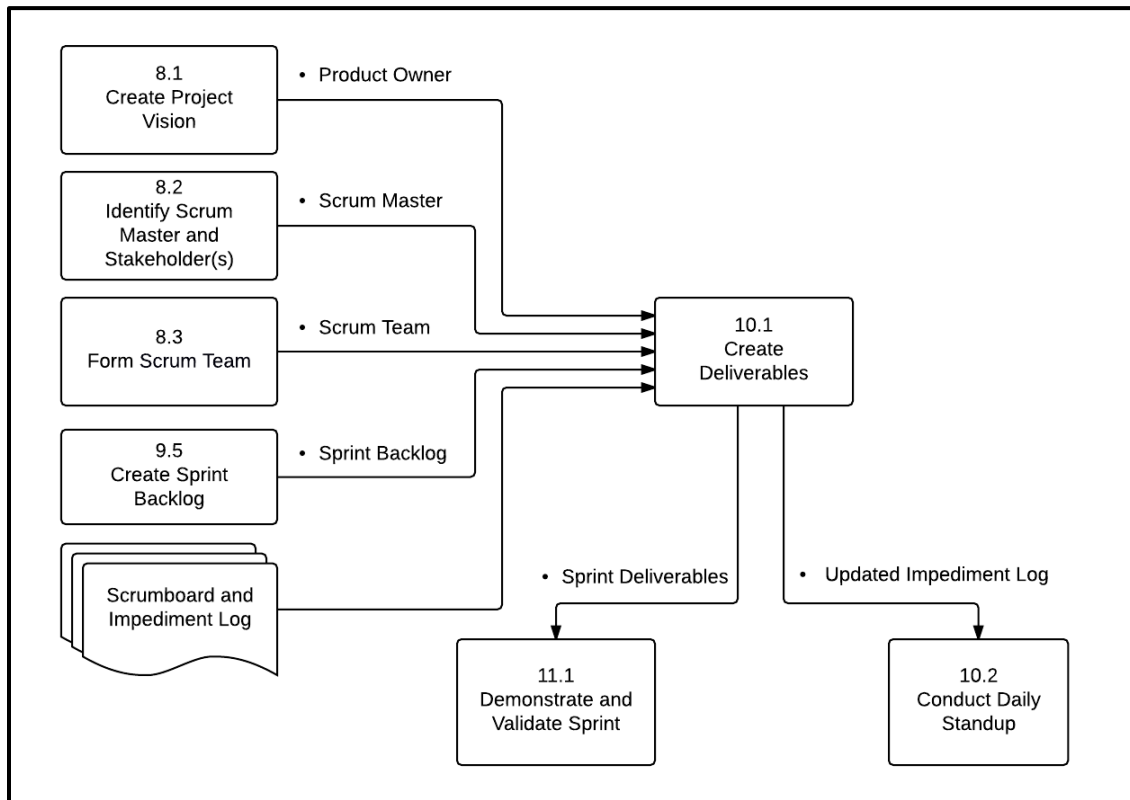 8.1
Create Project
Vision
• Product Owner
8.2
Identify Scrum
Master and
Stakeholder(s)
• Scrum Master
8.3
Form Scrum Team
• Scrum Team
10.1
Create
Deliverables
9.5
Create Sprint
Backlog
• Sprint Backlog
Scrumboard and
Impediment Log
• Sprint Deliverables
• Updated Impediment Log
11.1
Demonstrate and
Validate Sprint
10.2
Conduct Daily
Standup